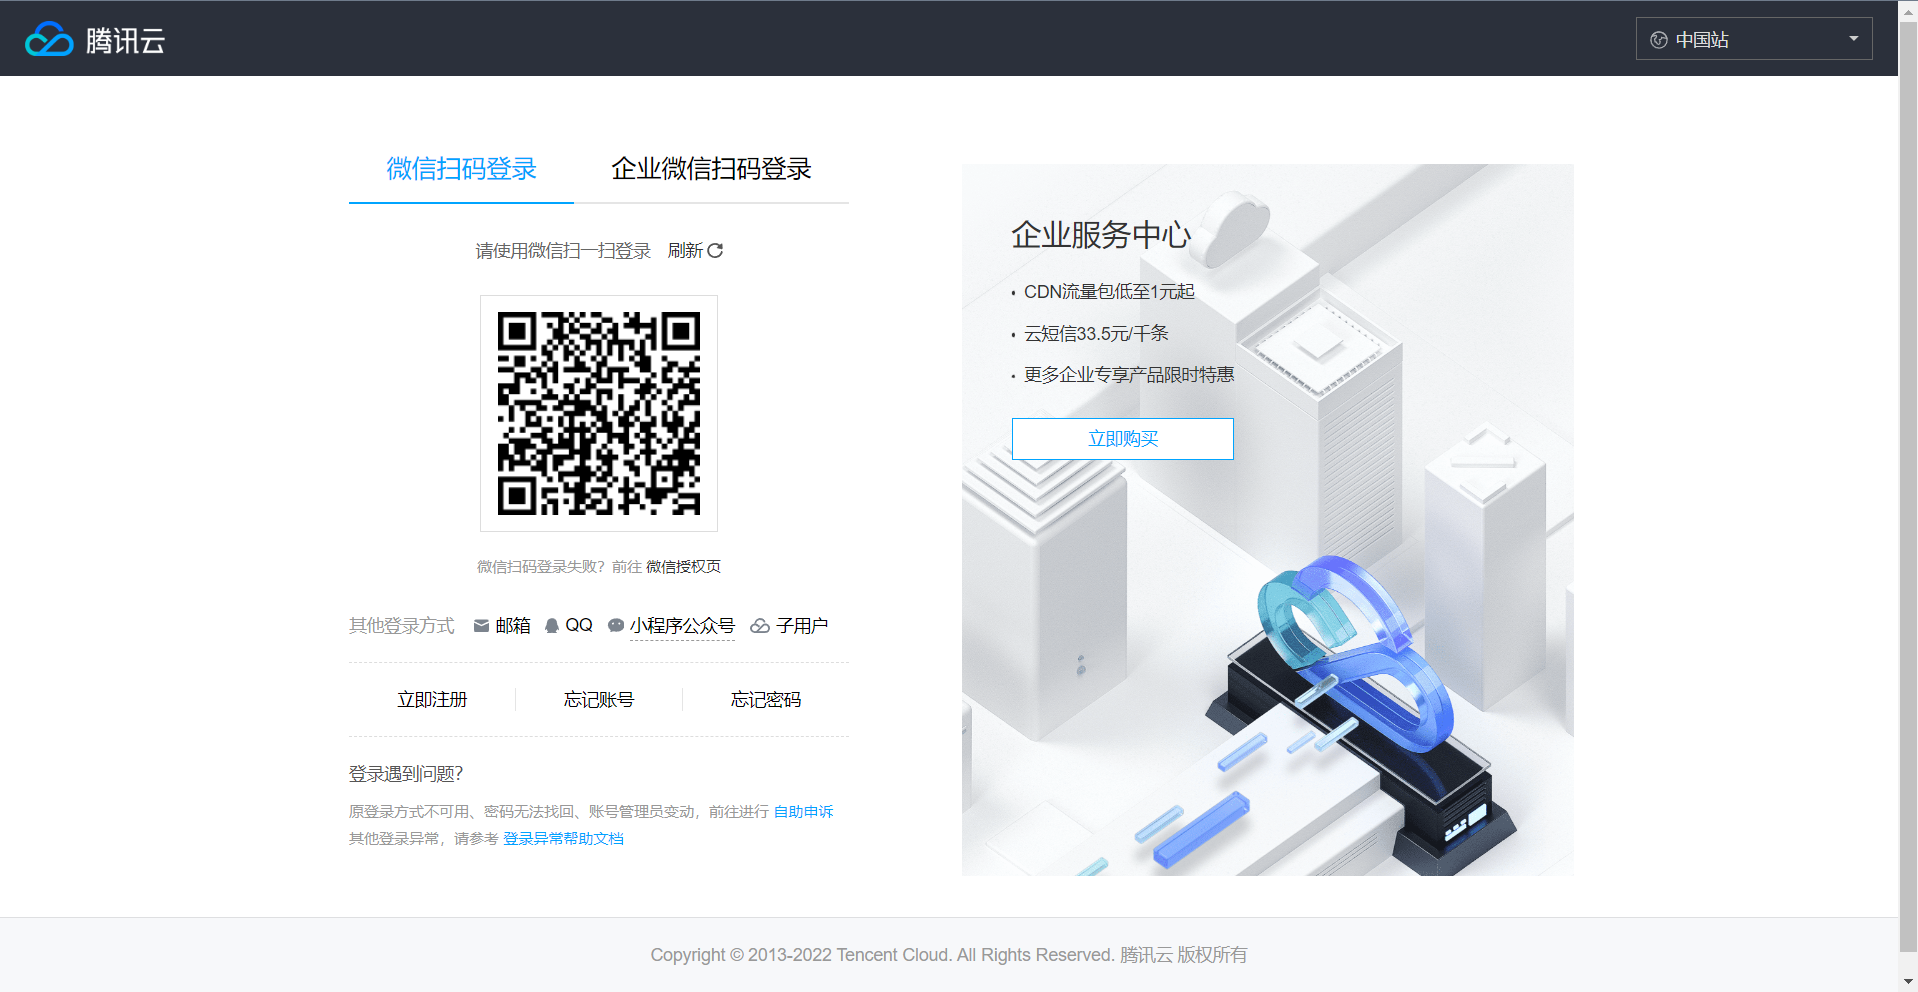 腾讯云
中国站
微信扫码登录 企业微信扫码登录
请使用微信扫一扫登录 刷新
微信扫码登录失败？前往 微信授权页
其他登录方式 邮箱 QQ 小程序公众号 子用户
立即注册 忘记账号 忘记密码
登录遇到问题？
原登录方式不可用、密码无法找回、账号管理员变动，前往进行 自助申诉
其他登录异常，请参考 登录异常帮助文档
企业服务中心
· CDN流量包低至1元起
· 云短信33.5元/千条
· 更多企业专享产品限时特惠
立即购买
Copyright © 2013-2022 Tencent Cloud. All Rights Reserved. 腾讯云 版权所有